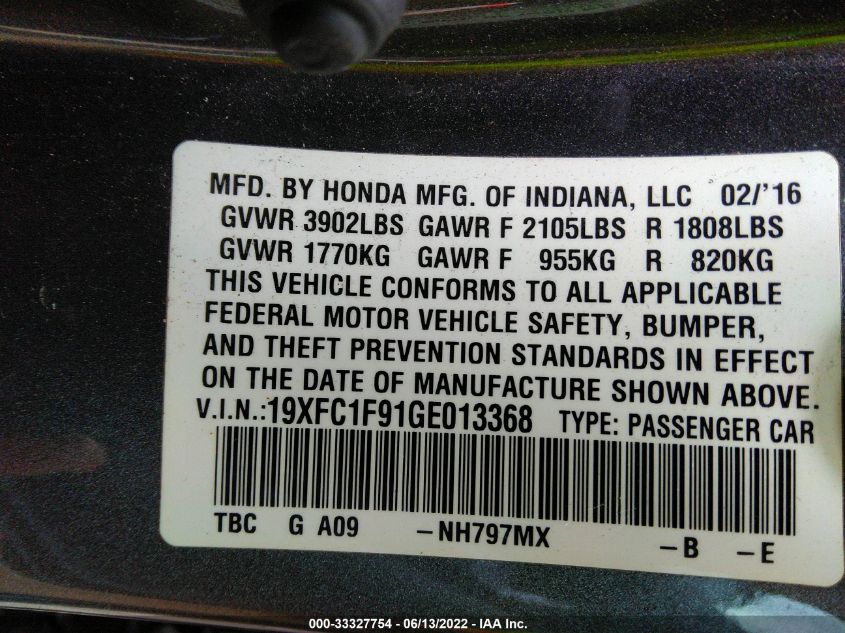 MFD. BY HONDA MFG. OF INDIANA, LLC 02/'16
GVWR 3902LBS GAWR F 2105LBS R 1808LBS
GVWR 1770KG GAWR F 955KG R 820KG
THIS VEHICLE CONFORMS TO ALL APPLICABLE
FEDERAL MOTOR VEHICLE SAFETY, BUMPER,
AND THEFT PREVENTION STANDARDS IN EFFECT
ON THE DATE OF MANUFACTURE SHOWN ABOVE.
V.I.N.:19XFC1F91GE013368 TYPE: PASSENGER CAR
TBC G A09 -NH797MX -B -E
000-33327754 - 06/13/2022 - IAA Inc.